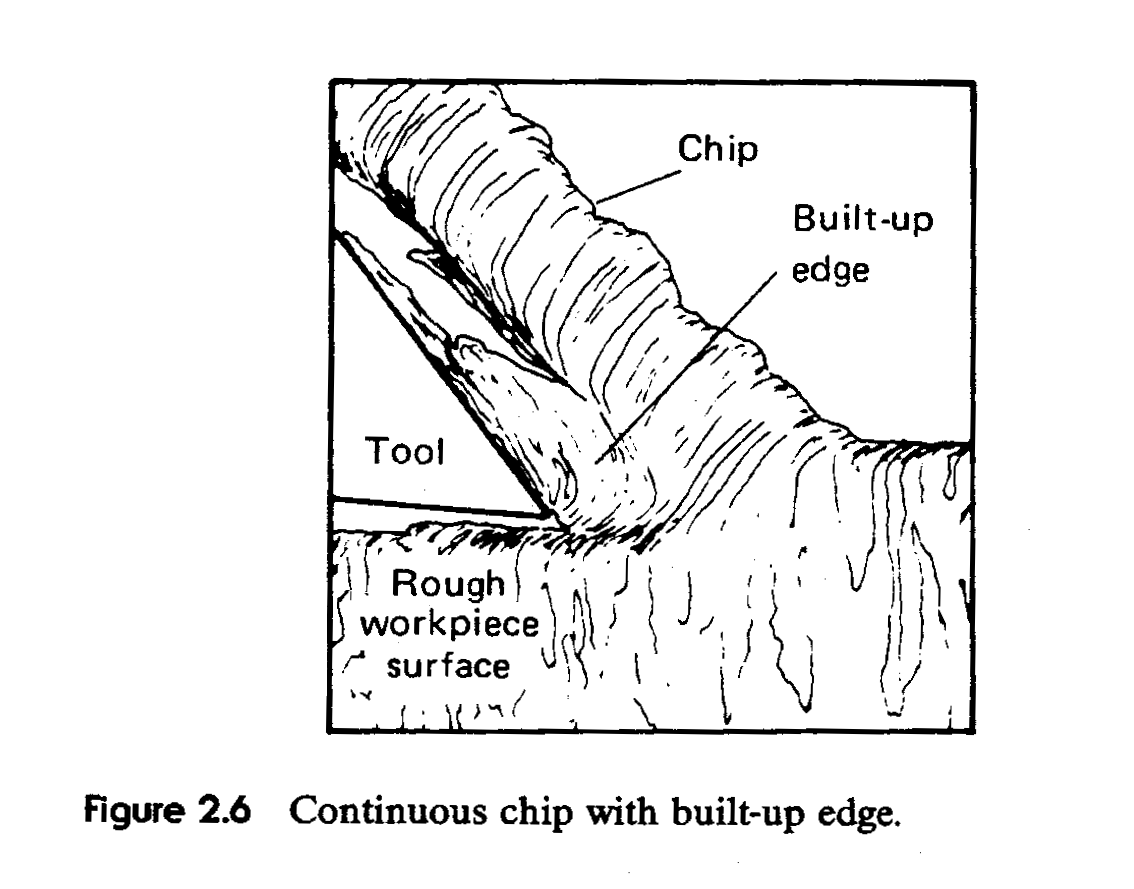 Chip
Built-up
edge
Tool
Rough
workpiece
surface
Figure 2.6 Continuous chip with built-up edge.